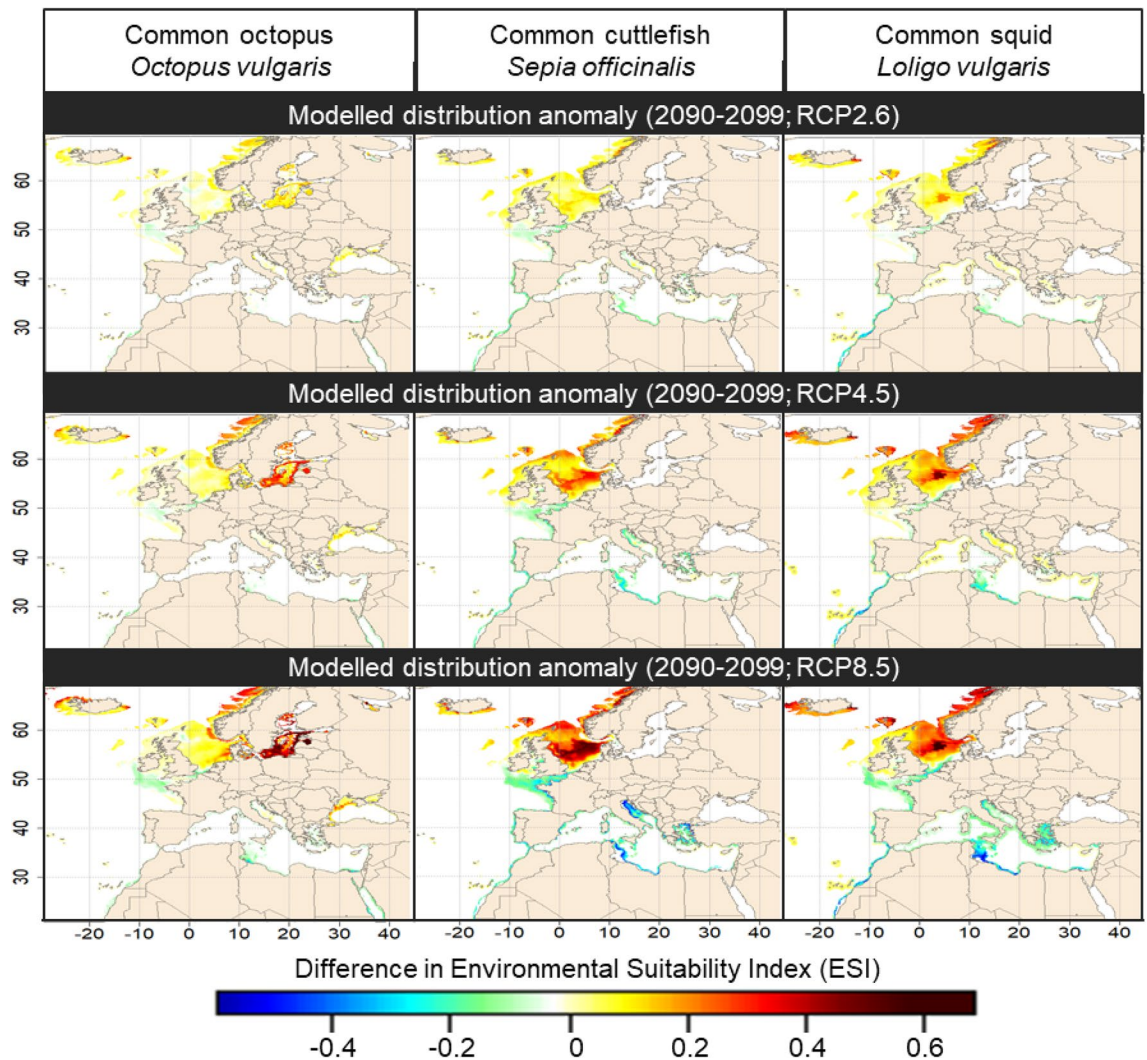 Common octopus
Octopus vulgaris
Common cuttlefish
Sepia officinalis
Common squid
Loligo vulgaris
Modelled distribution anomaly (2090-2099; RCP2.6)
60
50
40
30
Modelled distribution anomaly (2090-2099; RCP4.5)
60
50
40
30
Modelled distribution anomaly (2090-2099; RCP8.5)
60
50
40
30
-20 -10 0 10 20 30 40 -20 -10 0 10 20 30 40 -20 -10 0 10 20 30 40
Difference in Environmental Suitability Index (ESI)
-0.4 -0.2 0 0.2 0.4 0.6